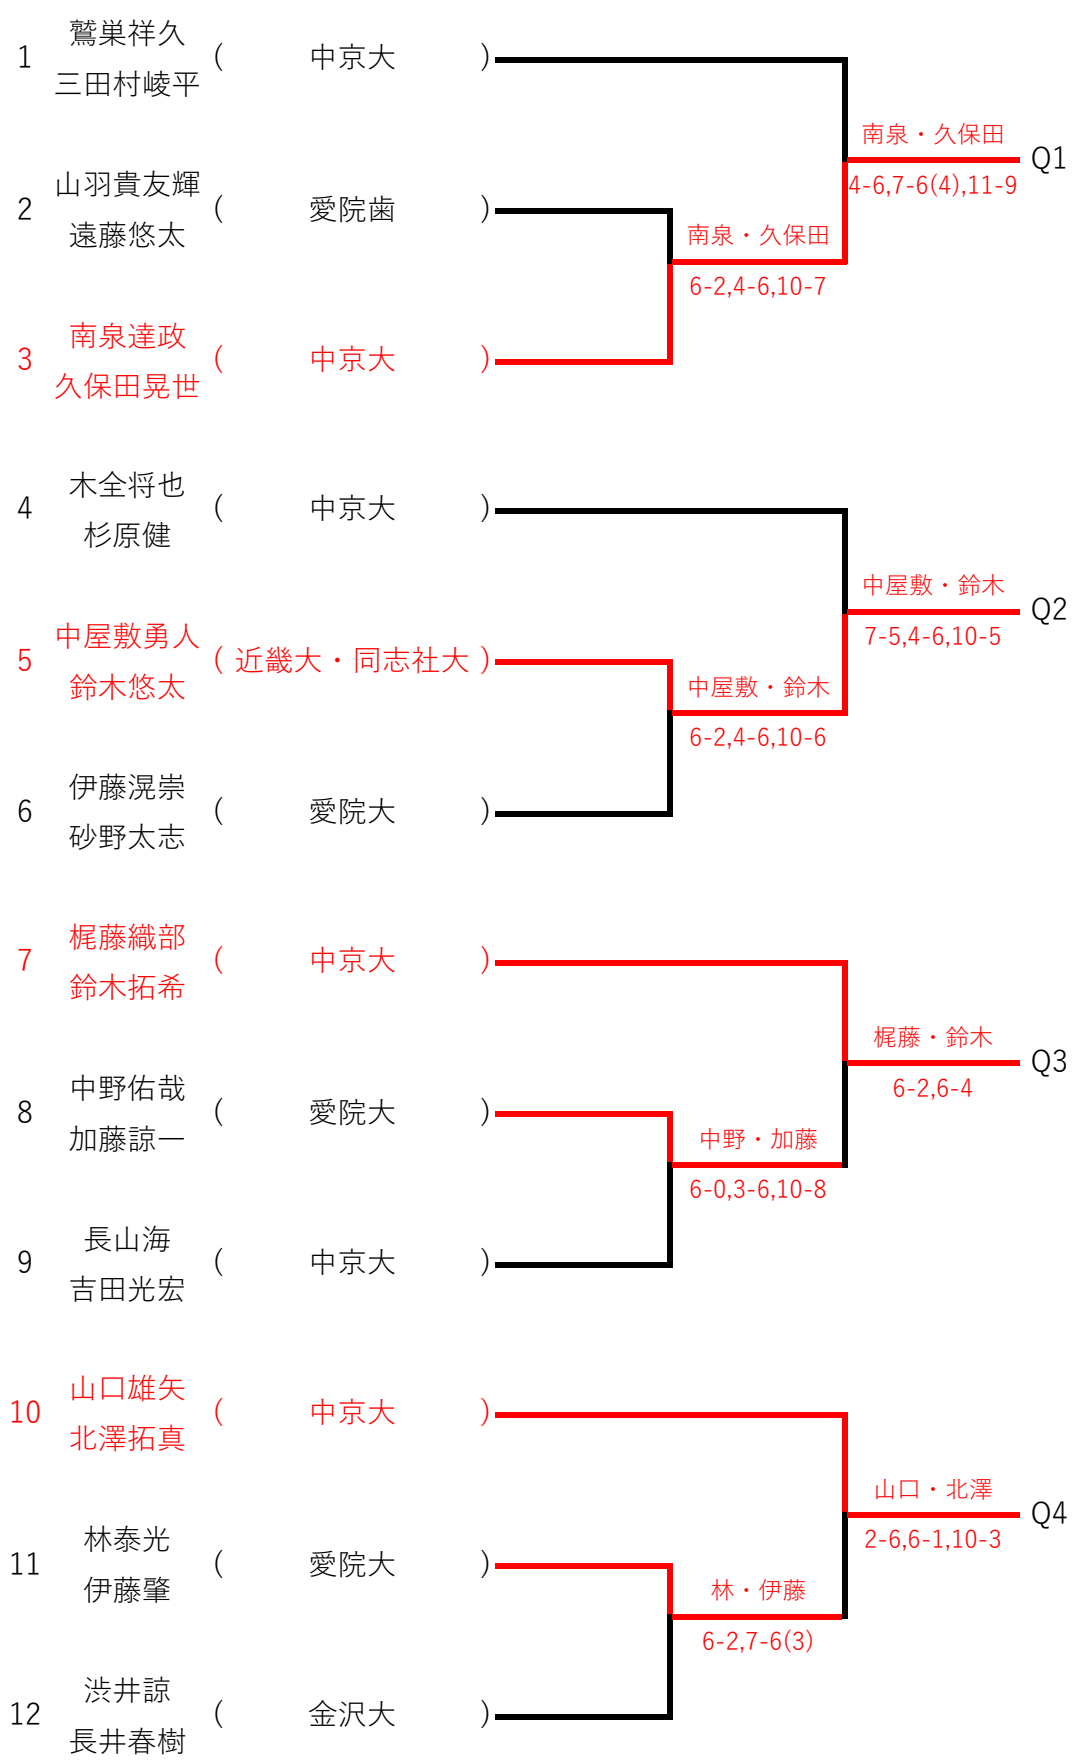 鷲巣祥久
1 ( 中京大 )
三田村崚平
南泉・久保田
Q1
4-6,7-6(4),11-9
山羽貴友輝
2 ( 愛院歯 )
遠藤悠太
南泉・久保田
6-2,4-6,10-7
南泉達政
3 ( 中京大 )
久保田晃世
木全将也
4 ( 中京大 )
杉原健
中屋敷・鈴木
Q2
7-5,4-6,10-5
中屋敷勇人
5 ( 近畿大・同志社大 )
鈴木悠太
中屋敷・鈴木
6-2,4-6,10-6
伊藤滉崇
6 ( 愛院大 )
砂野太志
梶藤織部
7 ( 中京大 )
鈴木拓希
梶藤・鈴木
Q3
6-2,6-4
中野佑哉
8 ( 愛院大 )
加藤諒一
中野・加藤
6-0,3-6,10-8
長山海
9 ( 中京大 )
吉田光宏
山口雄矢
10 ( 中京大 )
北澤拓真
山口・北澤
Q4
2-6,6-1,10-3
林泰光
11 ( 愛院大 )
伊藤肇
林・伊藤
6-2,7-6(3)
渋井諒
12 ( 金沢大 )
長井春樹